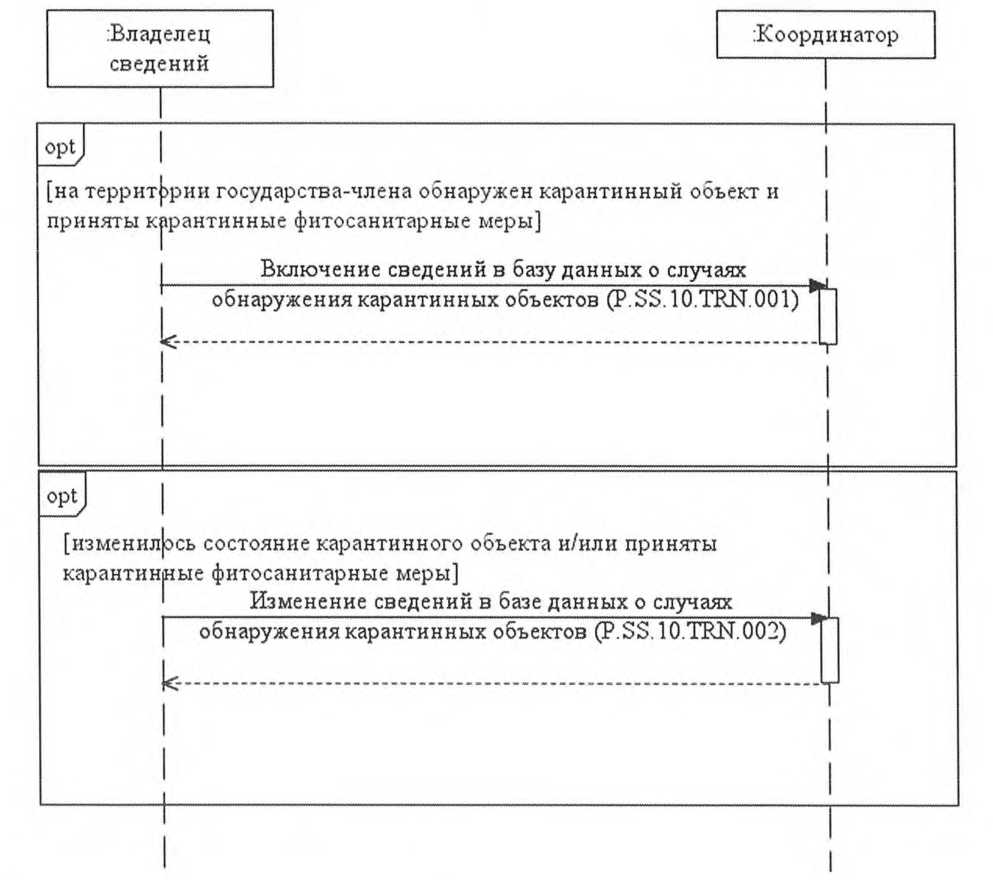 :Владелец
сведений
:Координатор
opt
[на территории государства-члена обнаружен карантинный объект и
приняты карантинные фитосанитарные меры]
Включение сведений в базу данных о случаях
обнаружения карантинных объектов (P.SS.10.TRN.001)
opt
[изменилось состояние карантинного объекта и/или приняты
карантинные фитосанитарные меры]
Изменение сведений в базе данных о случаях
обнаружения карантинных объектов (P.SS.10.TRN.002)